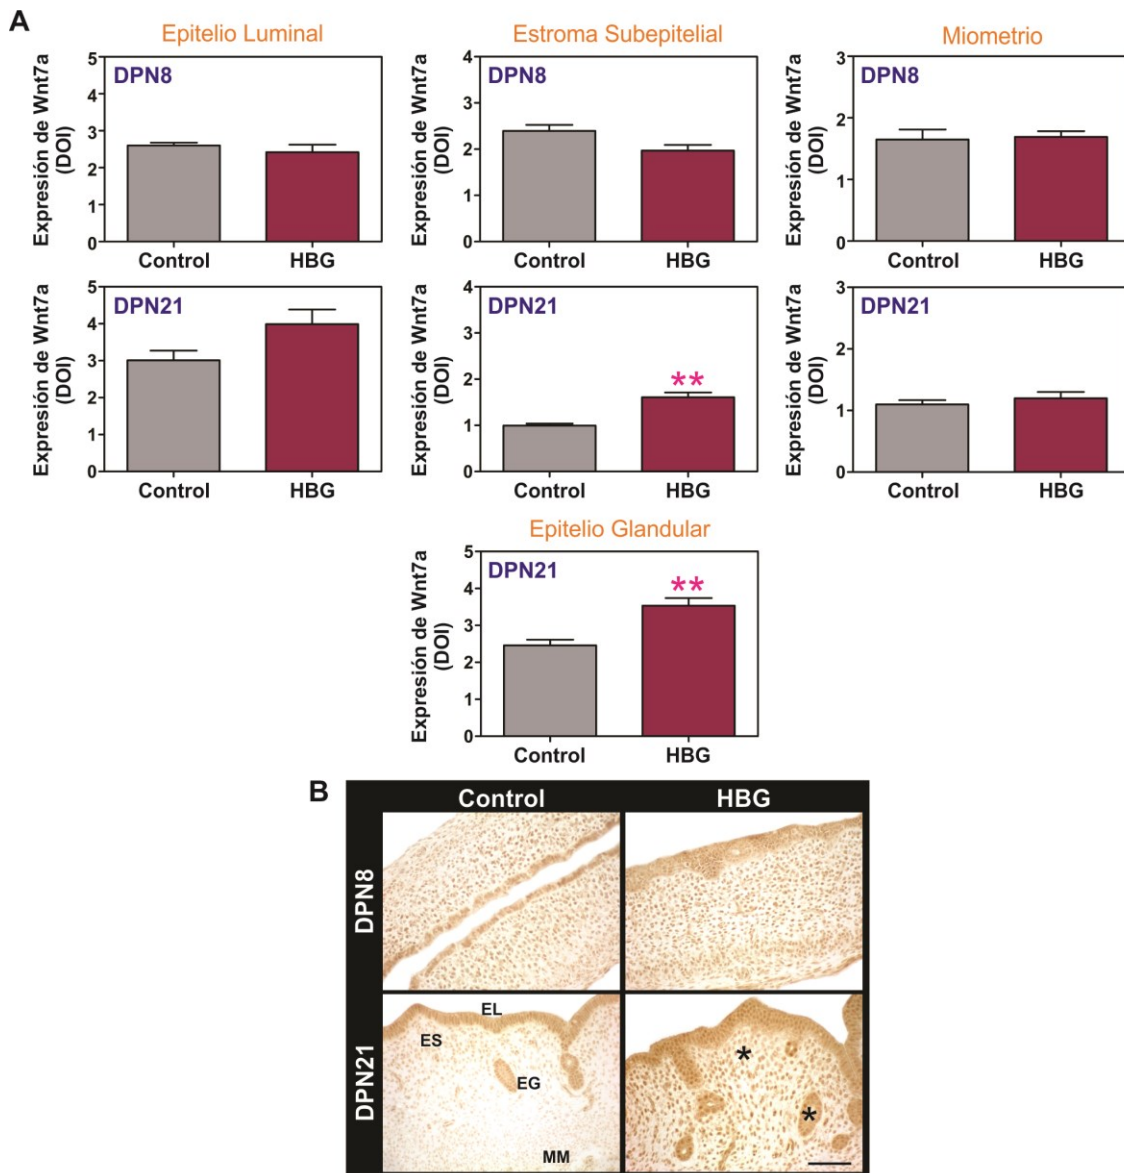 A
Epitelio Luminal
DPN8
Expresión de Wnt7a
(DOI)
5
4
3
2
1
0
Control HBG
Estroma Subepitelial
DPN8
Expresión de Wnt7a
(DOI)
4
3
2
1
0
Control HBG
Miometrio
DPN8
Expresión de Wnt7a
(DOI)
3
2
1
0
Control HBG
DPN21
Expresión de Wnt7a
(DOI)
5
4
3
2
1
0
Control HBG
DPN21
Expresión de Wnt7a
(DOI)
4
3
2
1
0
**
Control HBG
DPN21
Expresión de Wnt7a
(DOI)
3
2
1
0
Control HBG
Epitelio Glandular
DPN21
Expresión de Wnt7a
(DOI)
5
4
3
2
1
0
**
Control HBG
B
Control HBG
DPN8
DPN21
EL
ES
EG
MM
*
*